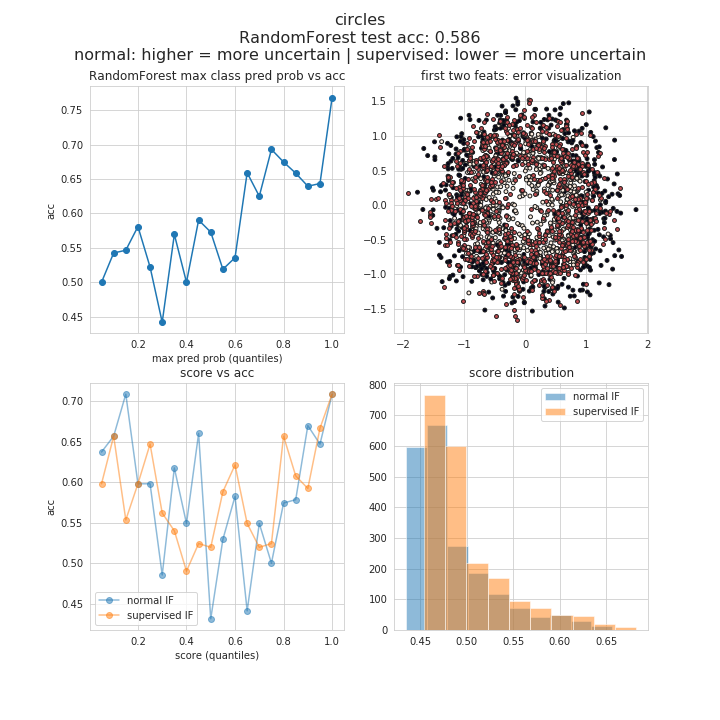 circles
RandomForest test acc: 0.586
normal: higher = more uncertain | supervised: lower = more uncertain
RandomForest max class pred prob vs acc
0.75
0.70
0.65
0.60
0.55
0.50
0.45
acc
0.2 0.4 0.6 0.8 1.0
max pred prob (quantiles)
first two feats: error visualization
1.5
1.0
0.5
0.0
−0.5
−1.0
−1.5
−2 −1 0 1 2
score vs acc
0.70
0.65
0.60
0.55
0.50
0.45
acc
normal IF
supervised IF
0.2 0.4 0.6 0.8 1.0
score (quantiles)
score distribution
800
700
600
500
400
300
200
100
0
normal IF
supervised IF
0.45 0.50 0.55 0.60 0.65